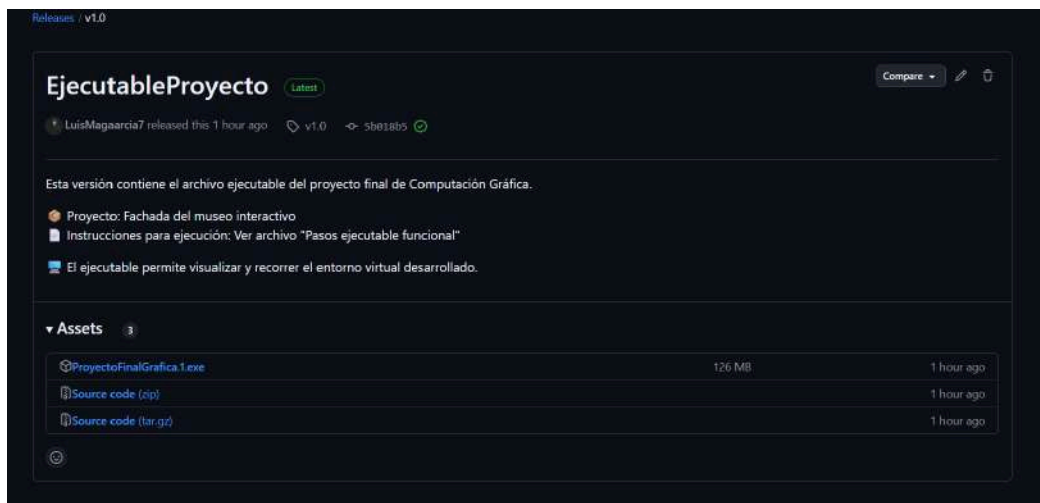 Releases / v1.0
EjecutableProyecto Latest
Compare
LuisMagaarcia7 released this 1 hour ago v1.0 5b018b5
Esta versión contiene el archivo ejecutable del proyecto final de Computación Gráfica.
Proyecto: Fachada del museo interactivo
Instrucciones para ejecución: Ver archivo "Pasos ejecutable funcional"
El ejecutable permite visualizar y recorrer el entorno virtual desarrollado.
Assets 3
ProyectoFinalGrafica.1.exe 126 MB 1 hour ago
Source code (zip) 1 hour ago
Source code (tar.gz) 1 hour ago